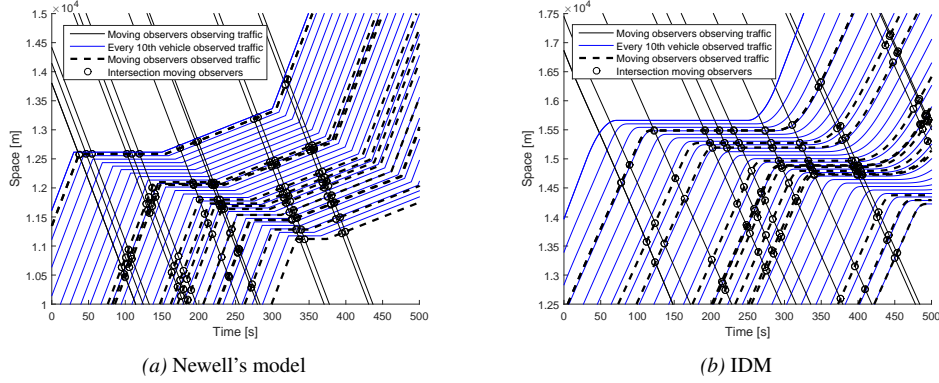 ×10⁴
1.5
1.45
1.4
1.35
1.3
1.25
1.2
1.15
1.1
1.05
1
Space [m]
Moving observers observing traffic
Every 10th vehicle observed traffic
Moving observers observed traffic
Intersection moving observers
0 50 100 150 200 250 300 350 400 450 500
Time [s]
(a) Newell's model
×10⁴
1.75
1.7
1.65
1.6
1.55
1.5
1.45
1.4
1.35
1.3
1.25
Space [m]
Moving observers observing traffic
Every 10th vehicle observed traffic
Moving observers observed traffic
Intersection moving observers
0 50 100 150 200 250 300 350 400 450 500
Time [s]
(b) IDM